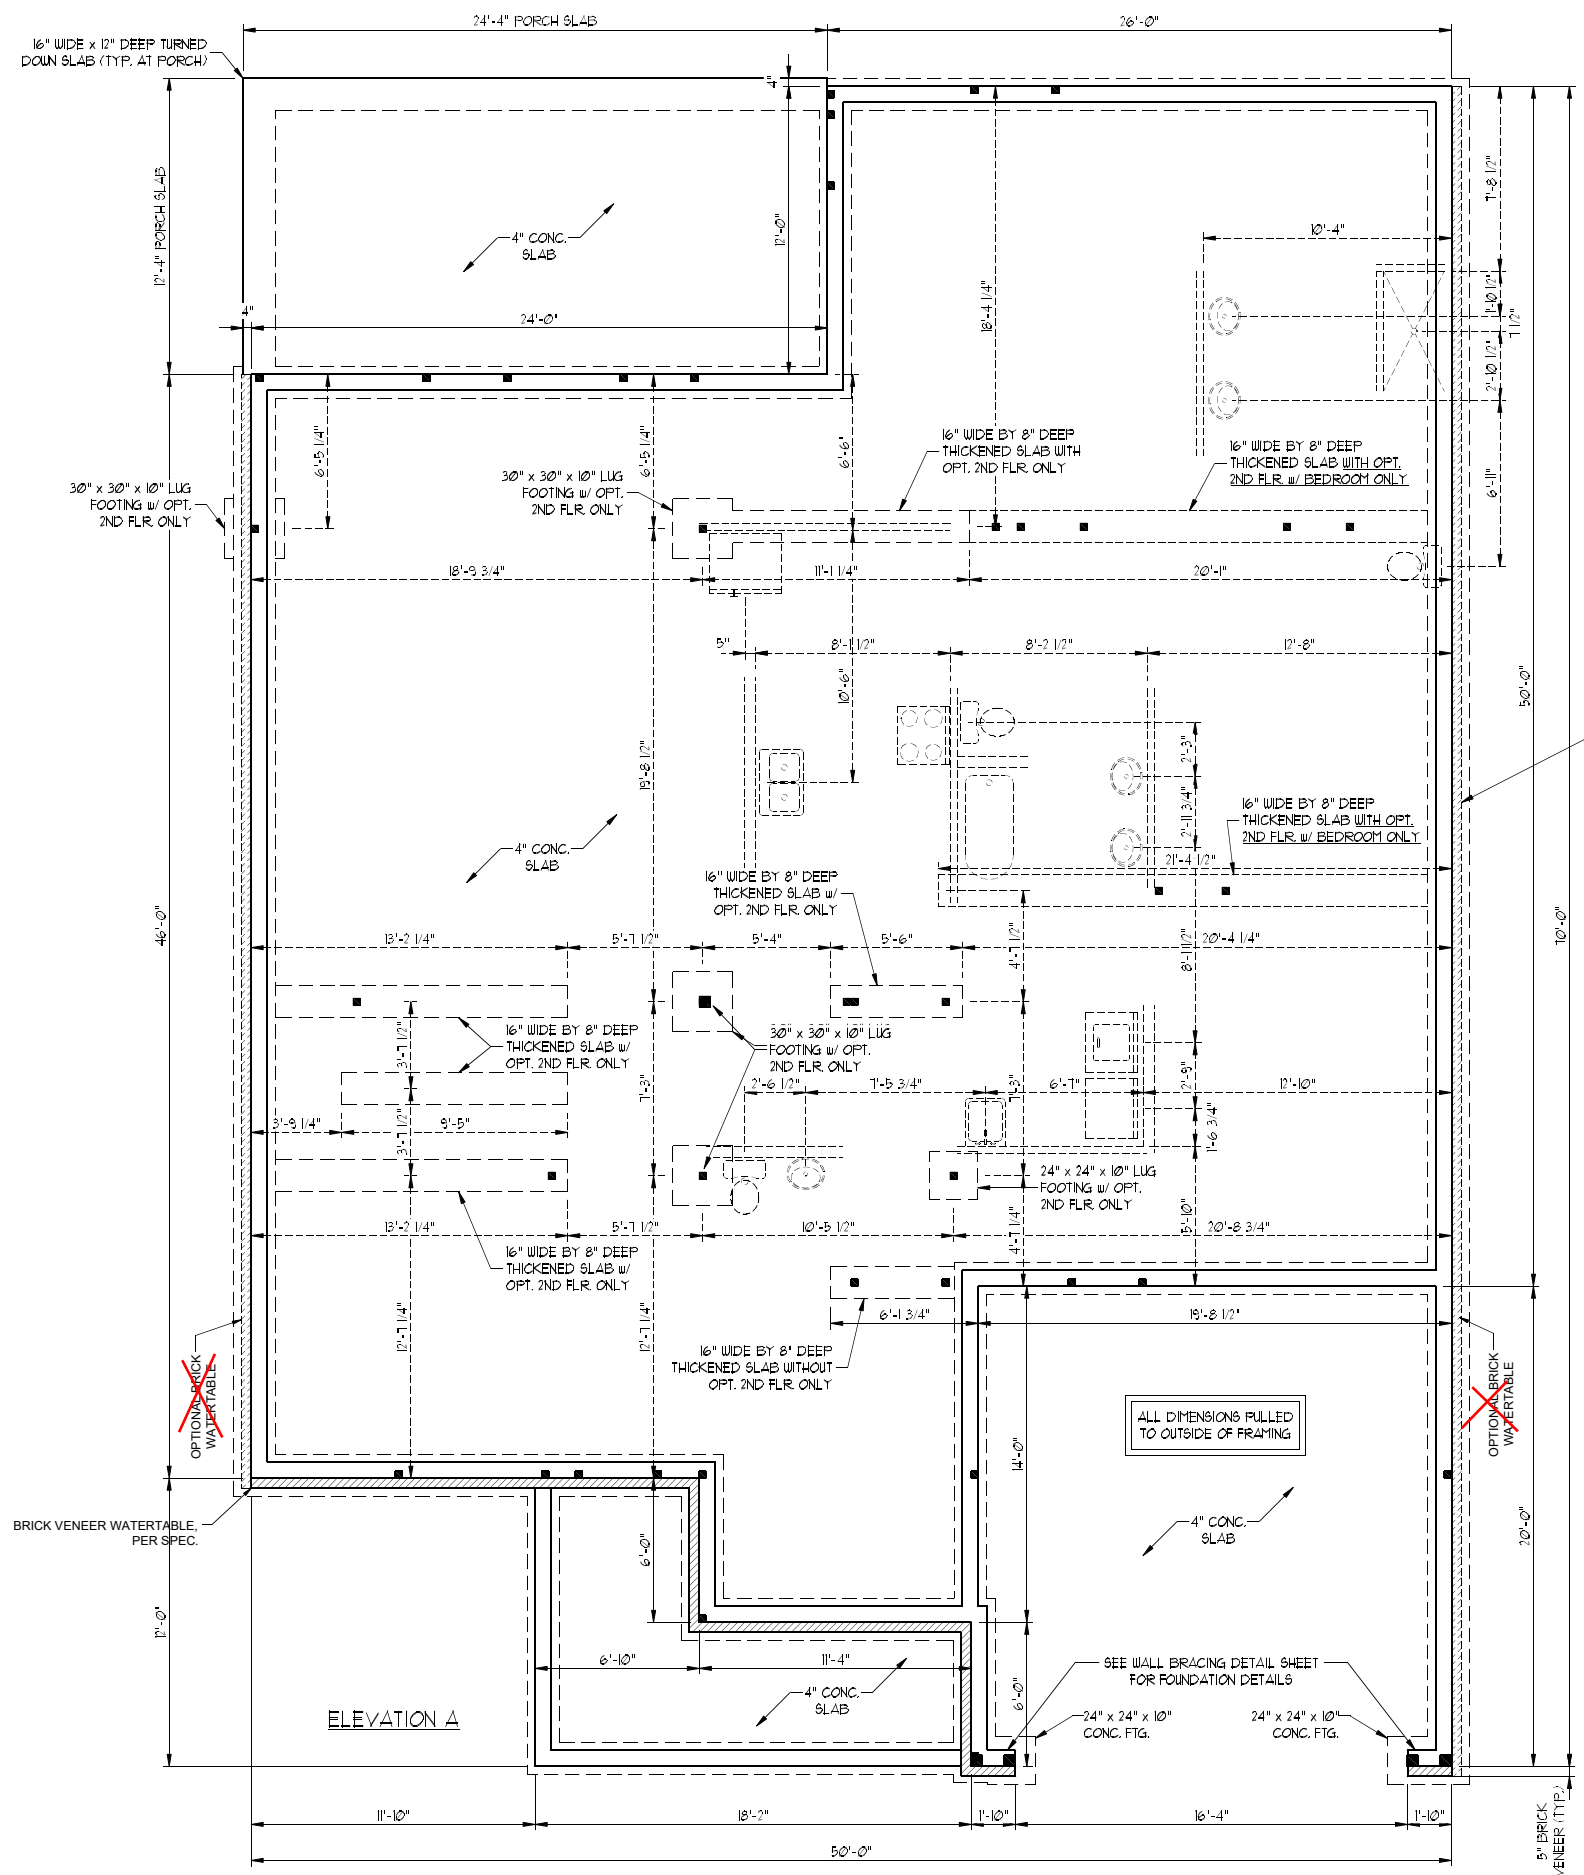 24'-4" PORCH SLAB
26'-0"
16" WIDE x 12" DEEP TURNED
DOWN SLAB (TYP. AT PORCH)
4"
12'-4" PORCH SLAB
12'-0"
4" CONC.
SLAB
4"
24'-0"
18'-4 1/4"
10'-4"
7'-8 1/2"
1'-10 1/2"
7 1/2"
2'-10 1/2"
6'-11"
6'-5 1/4"
6'-5 1/4"
6'-6"
16" WIDE BY 8" DEEP
THICKENED SLAB WITH
OPT. 2ND FLR. ONLY
16" WIDE BY 8" DEEP
THICKENED SLAB WITH OPT.
2ND FLR. w/ BEDROOM ONLY
30" x 30" x 10" LUG
FOOTING w/ OPT.
2ND FLR. ONLY
30" x 30" x 10" LUG
FOOTING w/ OPT.
2ND FLR. ONLY
18'-9 3/4"
11'-1 1/4"
20'-1"
5"
8'-1 1/2"
8'-2 1/2"
12'-8"
10'-6"
50'-0"
70'-0"
19'-8 1/2"
2'-3"
2'-11 3/4"
16" WIDE BY 8" DEEP
THICKENED SLAB WITH OPT.
2ND FLR. w/ BEDROOM ONLY
4" CONC.
SLAB
21'-4 1/2"
16" WIDE BY 8" DEEP
THICKENED SLAB w/
OPT. 2ND FLR. ONLY
46'-0"
13'-2 1/4"
5'-7 1/2"
5'-4"
5'-6"
20'-4 1/4"
4'-7 1/2"
8'-1 1/2"
16" WIDE BY 8" DEEP
THICKENED SLAB w/
OPT. 2ND FLR. ONLY
30" x 30" x 10" LUG
FOOTING w/ OPT.
2ND FLR. ONLY
3'-7 1/2"
7'-3"
7'-3"
2'-9"
2'-6 1/2"
7'-5 3/4"
6'-7"
12'-10"
3'-9 1/4"
9'-5"
3'-7 1/2"
1'-6 3/4"
24" x 24" x 10" LUG
FOOTING w/ OPT.
2ND FLR. ONLY
13'-2 1/4"
5'-7 1/2"
10'-5 1/2"
4'-7 1/4"
5'-10"
20'-8 3/4"
16" WIDE BY 8" DEEP
THICKENED SLAB w/
OPT. 2ND FLR. ONLY
12'-7 1/4"
12'-7 1/4"
6'-1 3/4"
19'-8 1/2"
16" WIDE BY 8" DEEP
THICKENED SLAB WITHOUT
OPT. 2ND FLR. ONLY
OPTIONAL BRICK
WATERTABLE
OPTIONAL BRICK
WATERTABLE
ALL DIMENSIONS PULLED
TO OUTSIDE OF FRAMING
14'-0"
BRICK VENEER WATERTABLE,
PER SPEC.
4" CONC.
SLAB
6'-0"
20'-0"
12'-0"
6'-10"
11'-4"
6'-0"
SEE WALL BRACING DETAIL SHEET
FOR FOUNDATION DETAILS
4" CONC.
SLAB
24" x 24" x 10"
CONC. FTG.
24" x 24" x 10"
CONC. FTG.
ELEVATION A
11'-10"
18'-2"
1'-10"
16'-4"
1'-10"
5" BRICK
VENEER (TYP.)
50'-0"